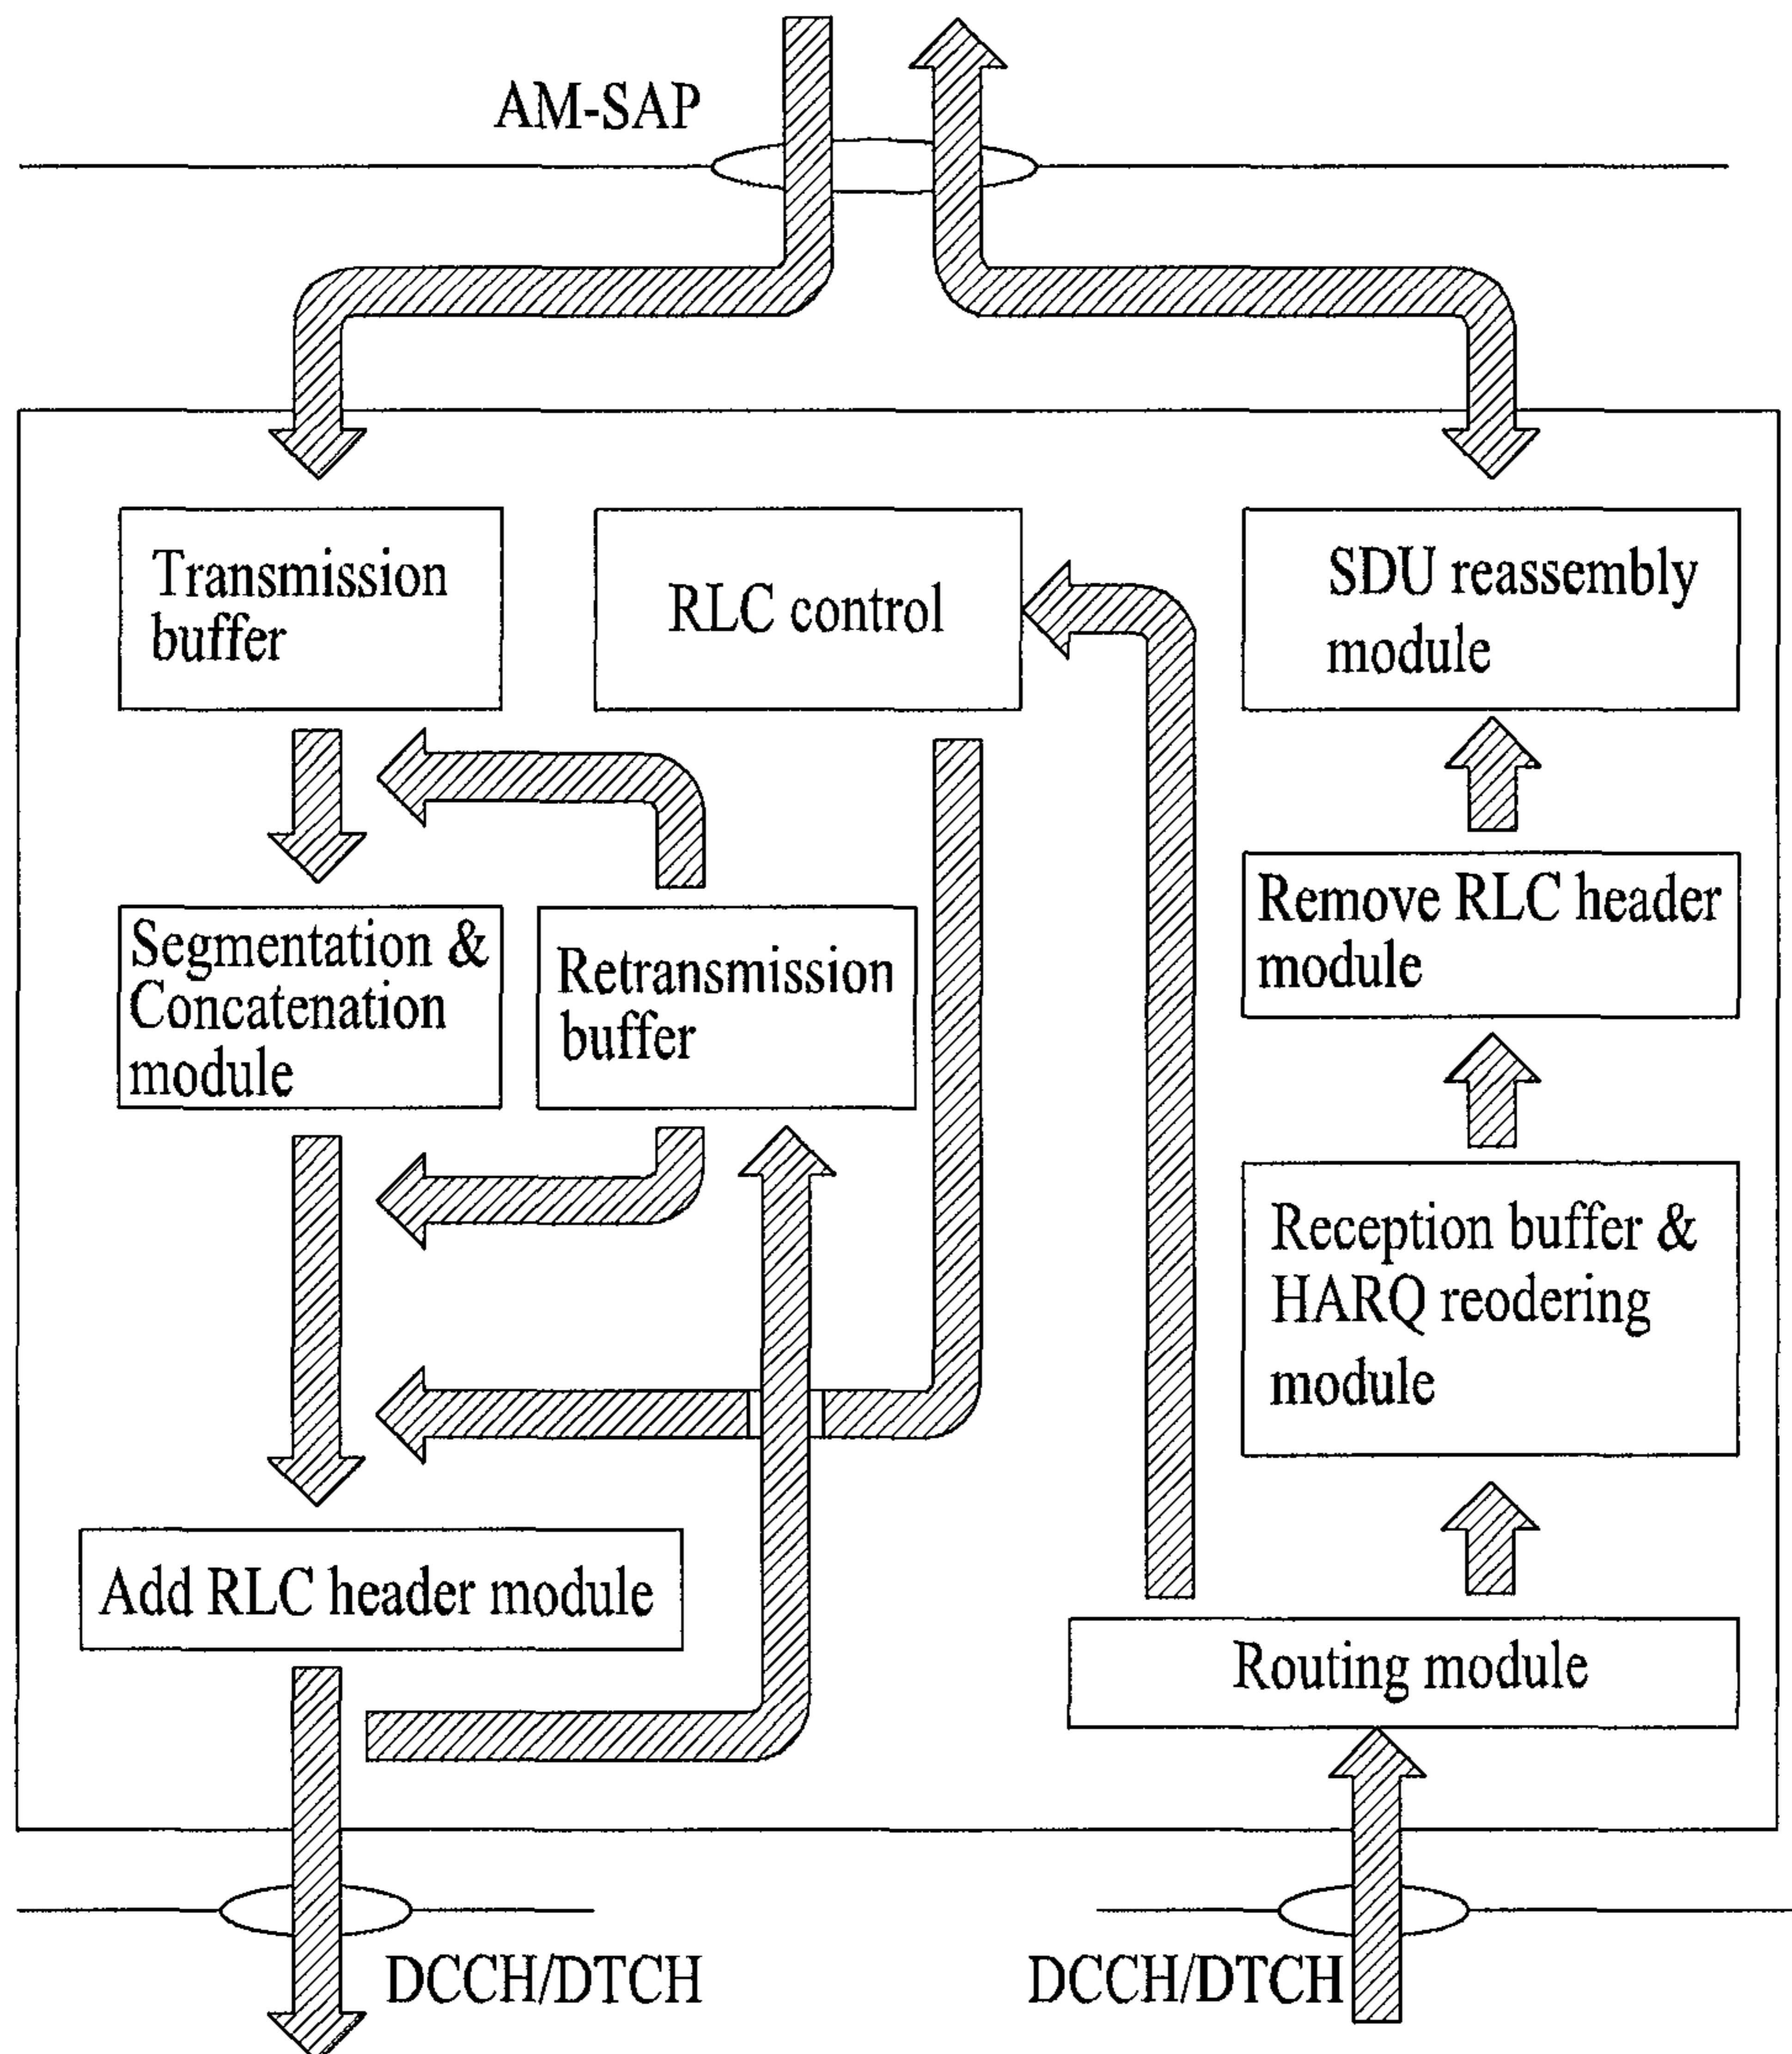 AM-SAP
Transmission
buffer
RLC control
SDU reassembly
module
Segmentation &
Concatenation
module
Retransmission
buffer
Remove RLC header
module
Reception buffer &
HARQ reodering
module
Add RLC header module
Routing module
DCCH/DTCH
DCCH/DTCH